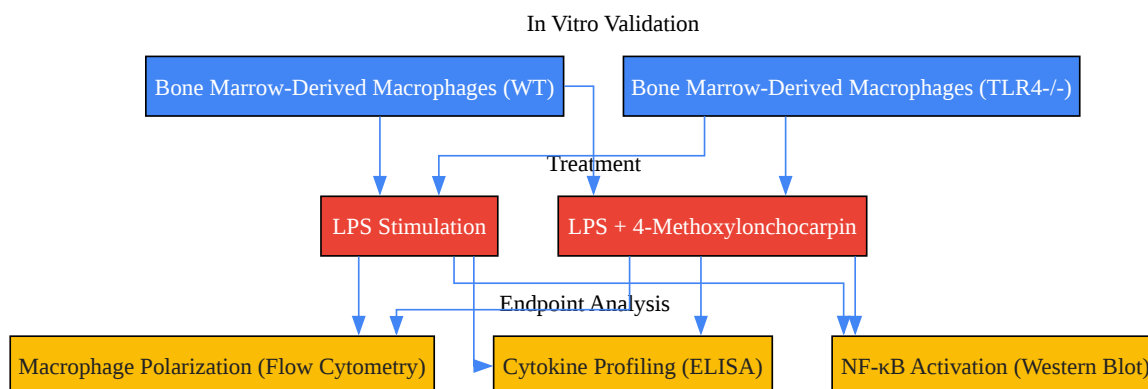 In Vitro Validation
Bone Marrow-Derived Macrophages (WT)
Bone Marrow-Derived Macrophages (TLR4-/-)
Treatment
LPS Stimulation
LPS + 4-Methoxylonchocarpin
Endpoint Analysis
Macrophage Polarization (Flow Cytometry)
Cytokine Profiling (ELISA)
NF-κB Activation (Western Blot)